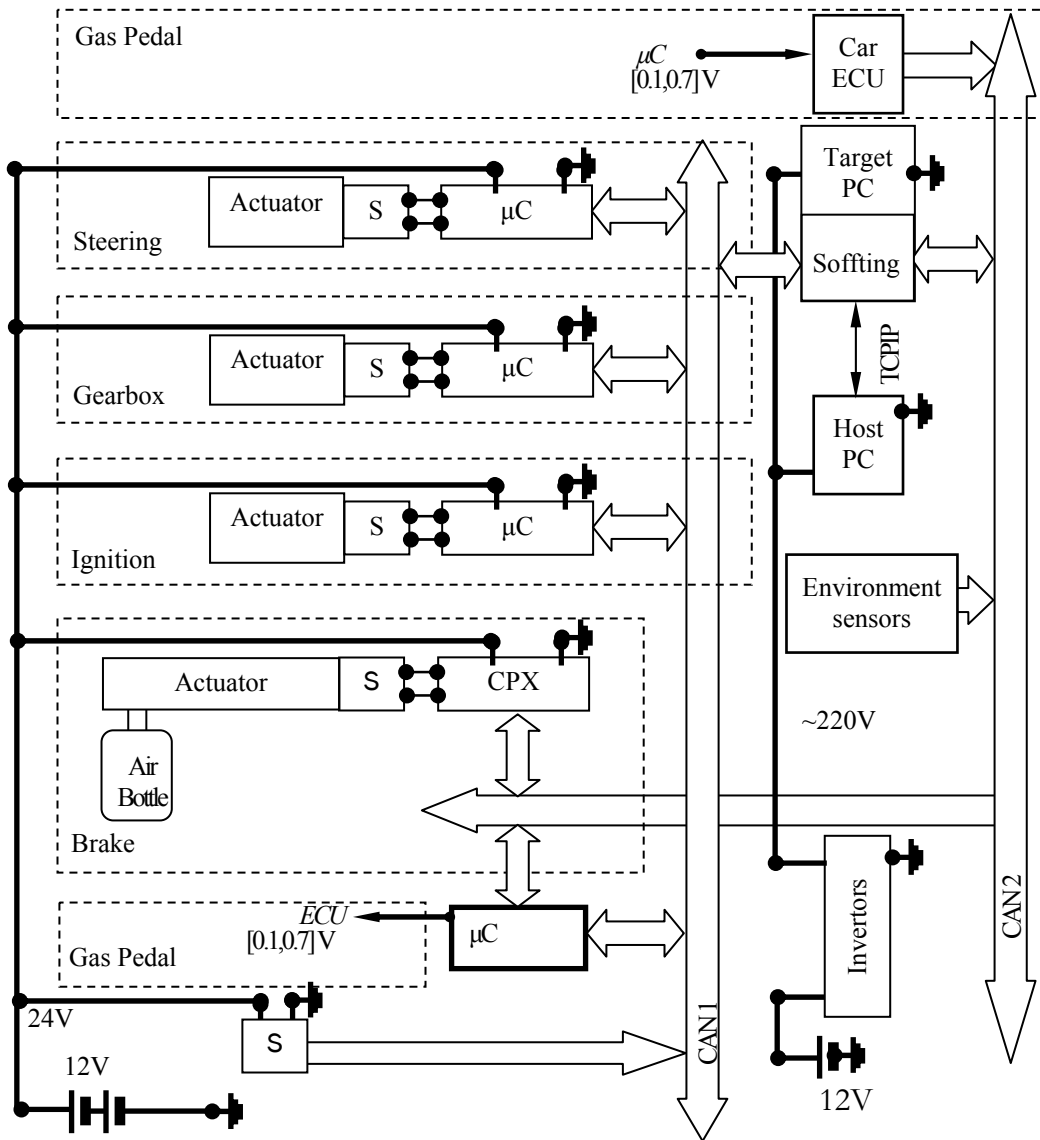 Gas Pedal
μC
[0.1,0.7]V
Car
ECU
Target
PC
Actuator
S
μC
Steering
Soffting
Actuator
S
μC
Gearbox
TCPIP
Host
PC
Actuator
S
μC
Ignition
Environment
sensors
Actuator
S
CPX
~220V
Air
Bottle
Brake
ECU
[0.1,0.7]V
μC
Gas Pedal
Invertors
CAN2
24V
S
CAN1
12V
12V